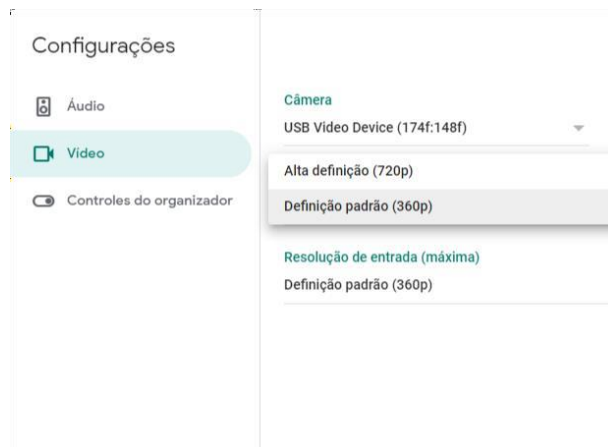 Configurações
Áudio
Vídeo
Controles do organizador
Câmera
USB Video Device (174f:148f)
Alta definição (720p)
Definição padrão (360p)
Resolução de entrada (máxima)
Definição padrão (360p)